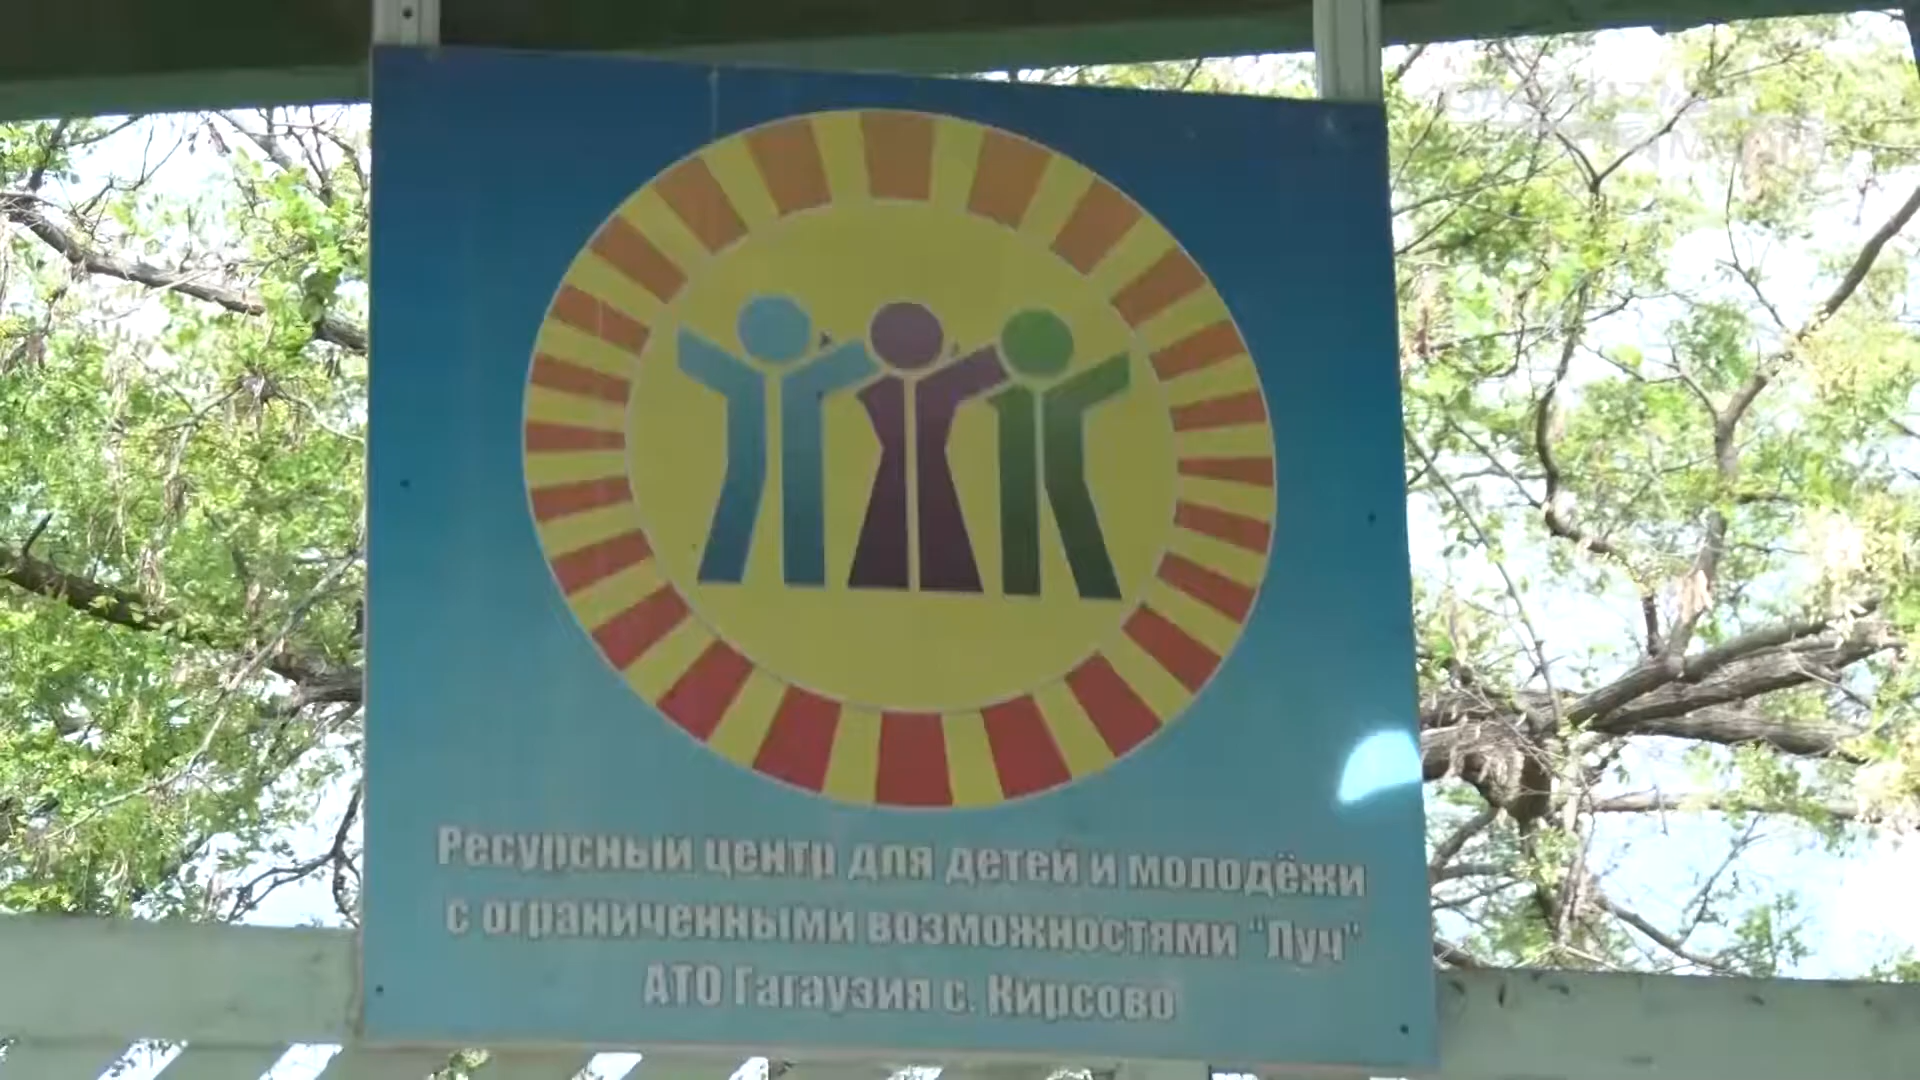 Ресурсный центр для детей и молодёжи
с ограниченными возможностями "Луч"
АТО Гагаузия с. Кирсово